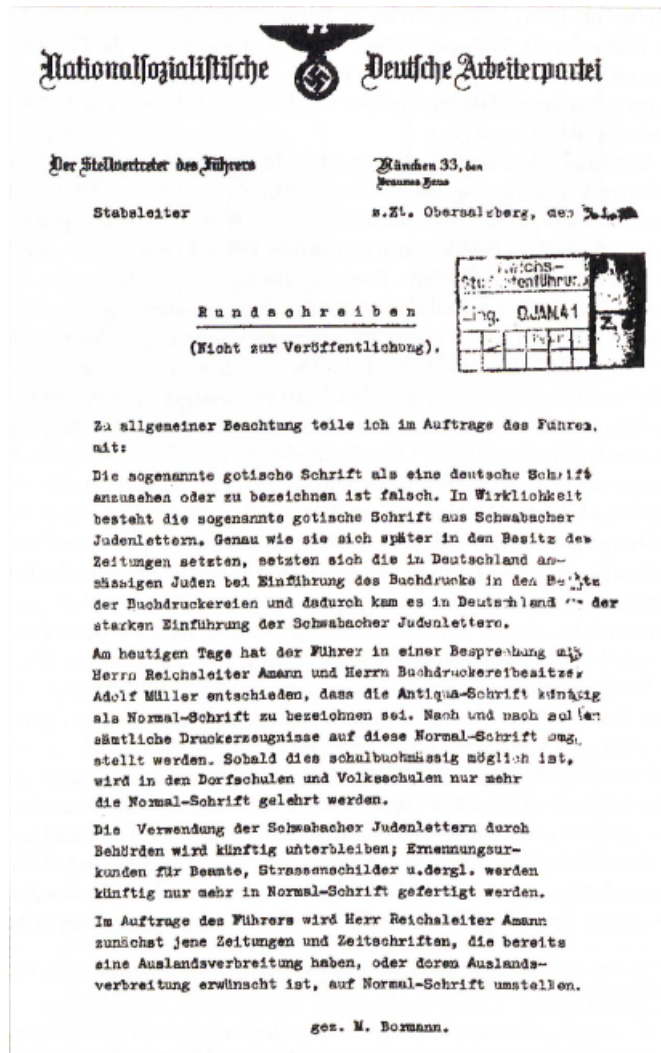 Nationalsozialistische Deutsche Arbeiterpartei
Der Stellvertreter des Führers
München 33, den
Braunes Haus
Stabsleiter
z.Zt. Obersalzberg, den
Reichs-
Studentenführung
Eing. JAN.41
Rundschreiben
(Nicht zur Veröffentlichung).
Zu allgemeiner Beachtung teile ich im Auftrage des Führers
mit:
Die sogenannte gotische Schrift als eine deutsche Schrift
anzusehen oder zu bezeichnen ist falsch. In Wirklichkeit
besteht die sogenannte gotische Schrift aus Schwabacher
Judenlettern. Genau wie sie sich später in den Besitz der
Zeitungen setzten, setzten sich die in Deutschland an-
sässigen Juden bei Einführung des Buchdrucks in den Besitz
der Buchdruckereien und dadurch kam es in Deutschland zu der
starken Einführung der Schwabacher Judenlettern.
Am heutigen Tage hat der Führer in einer Besprechung mit
Herrn Reichsleiter Amann und Herrn Buchdruckereibesitzer
Adolf Müller entschieden, dass die Antiqua-Schrift künftig
als Normal-Schrift zu bezeichnen sei. Nach und nach sollen
sämtliche Druckerzeugnisse auf diese Normal-Schrift umge-
stellt werden. Sobald dies schulbuchmässig möglich ist,
wird in den Dorfschulen und Volksschulen nur mehr
die Normal-Schrift gelehrt werden.
Die Verwendung der Schwabacher Judenlettern durch
Behörden wird künftig unterbleiben; Ernennungsur-
kunden für Beamte, Strassenschilder u.dergl. werden
künftig nur mehr in Normal-Schrift gefertigt werden.
Im Auftrage des Führers wird Herr Reichsleiter Amann
zunächst jene Zeitungen und Zeitschriften, die bereits
eine Auslandsverbreitung haben, oder deren Auslands-
verbreitung erwünscht ist, auf Normal-Schrift umstellen.
gez. M. Bormann.